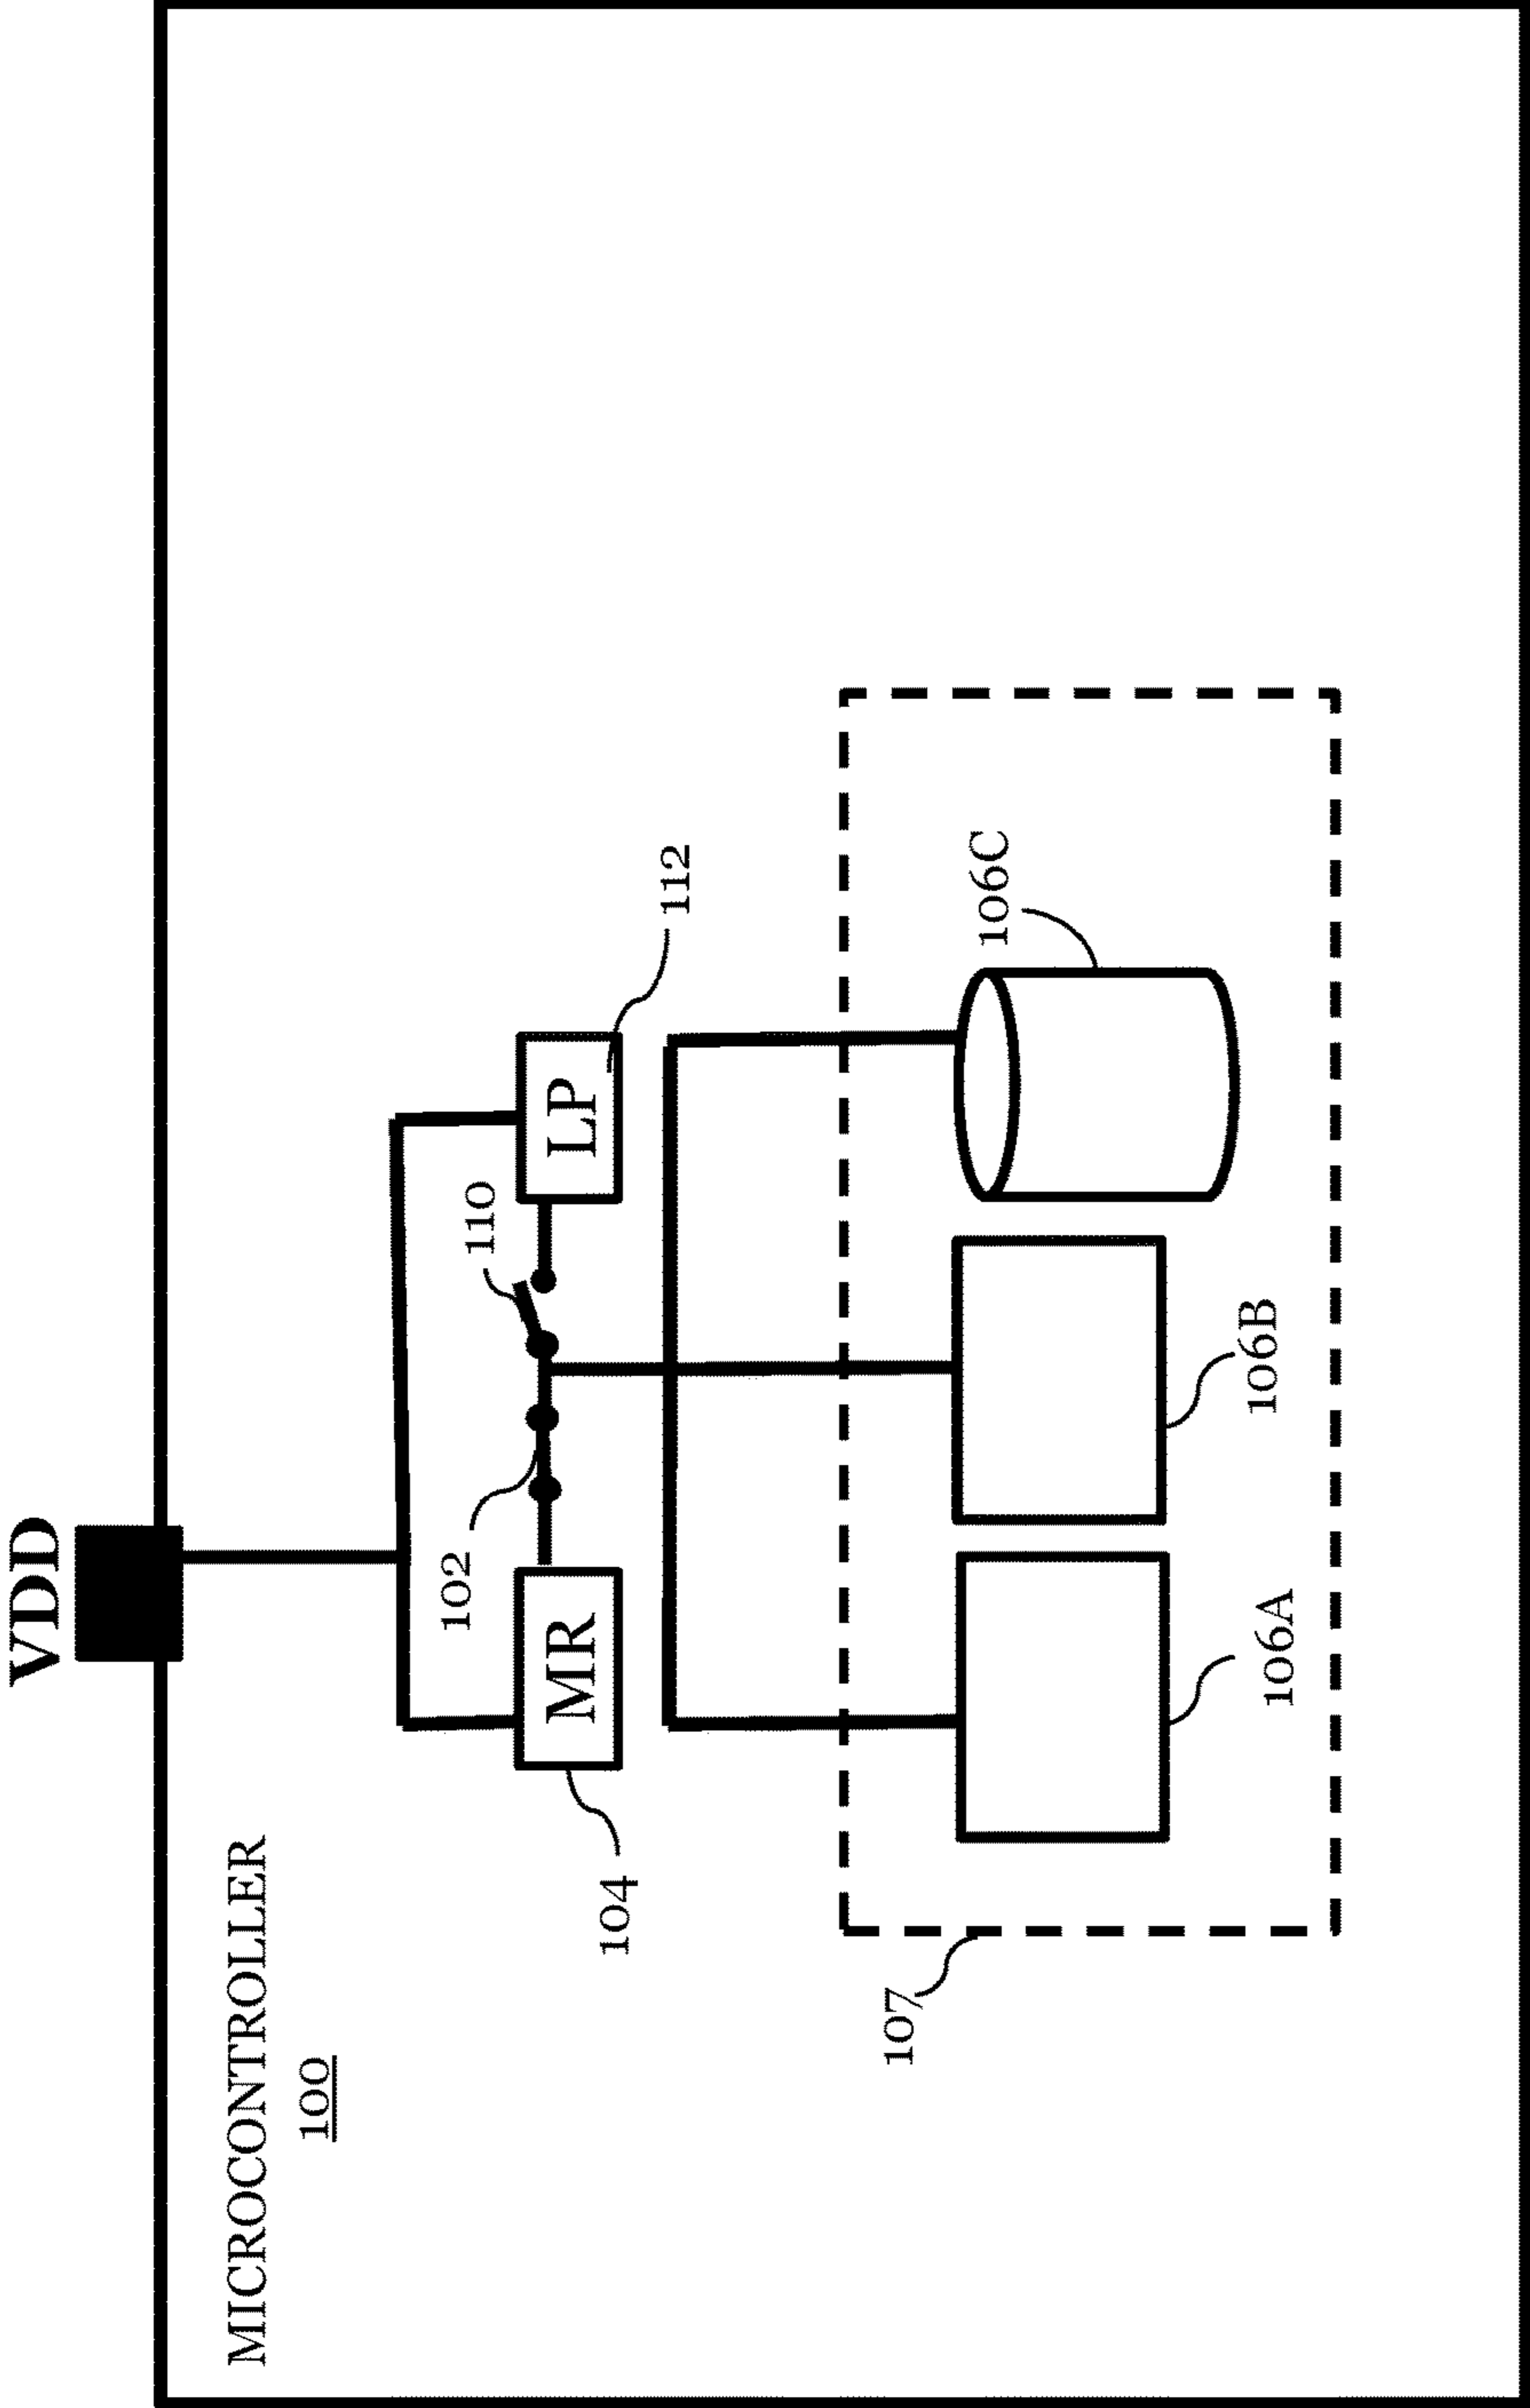 VDD
MICROCONTROLLER
100
102
110
MR
LP
104
112
107
106C
106A
106B